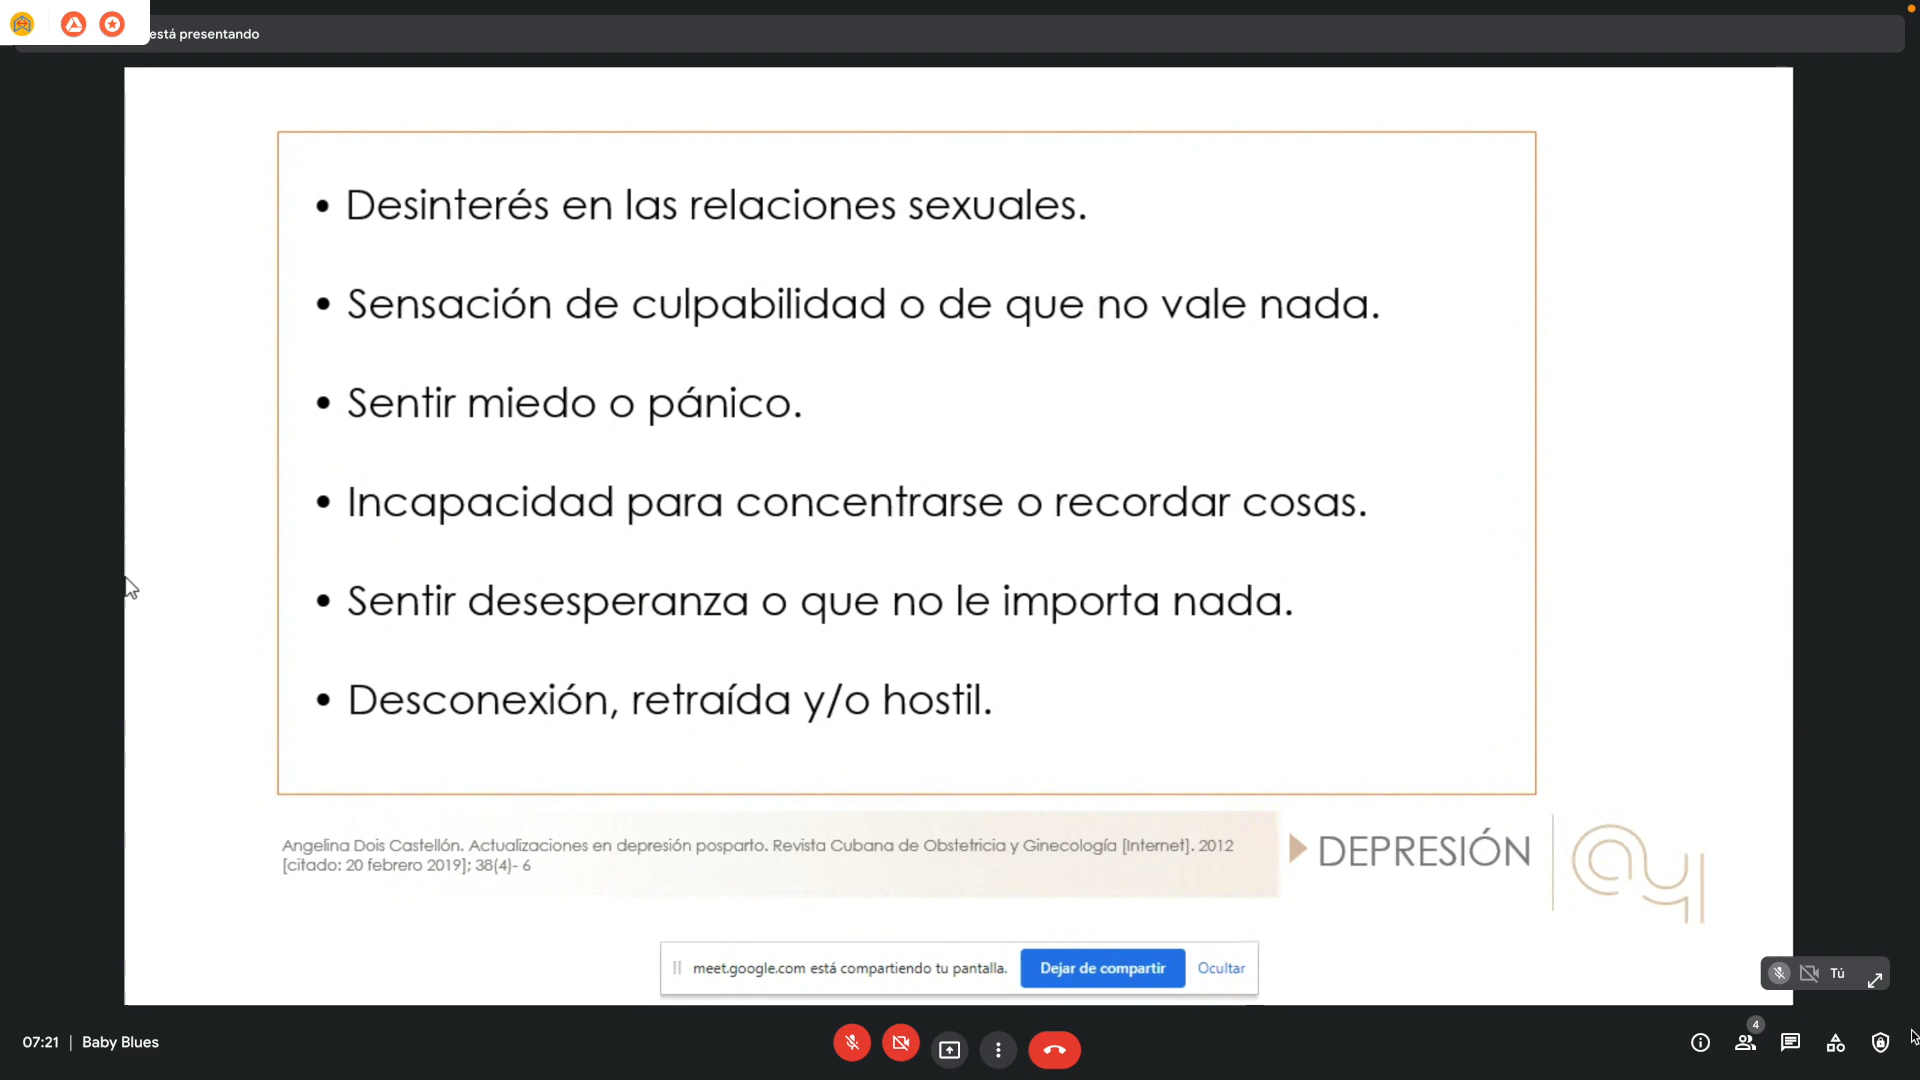 está presentando
• Desinterés en las relaciones sexuales.
• Sensación de culpabilidad o de que no vale nada.
• Sentir miedo o pánico.
• Incapacidad para concentrarse o recordar cosas.
• Sentir desesperanza o que no le importa nada.
• Desconexión, retraída y/o hostil.
Angelina Dois Castellón. Actualizaciones en depresión posparto. Revista Cubana de Obstetricia y Ginecología [Internet]. 2012
[citado: 20 febrero 2019]; 38(4)- 6
DEPRESIÓN
meet.google.com está compartiendo tu pantalla. Dejar de compartir Ocultar
Tú
07:21 | Baby Blues
4